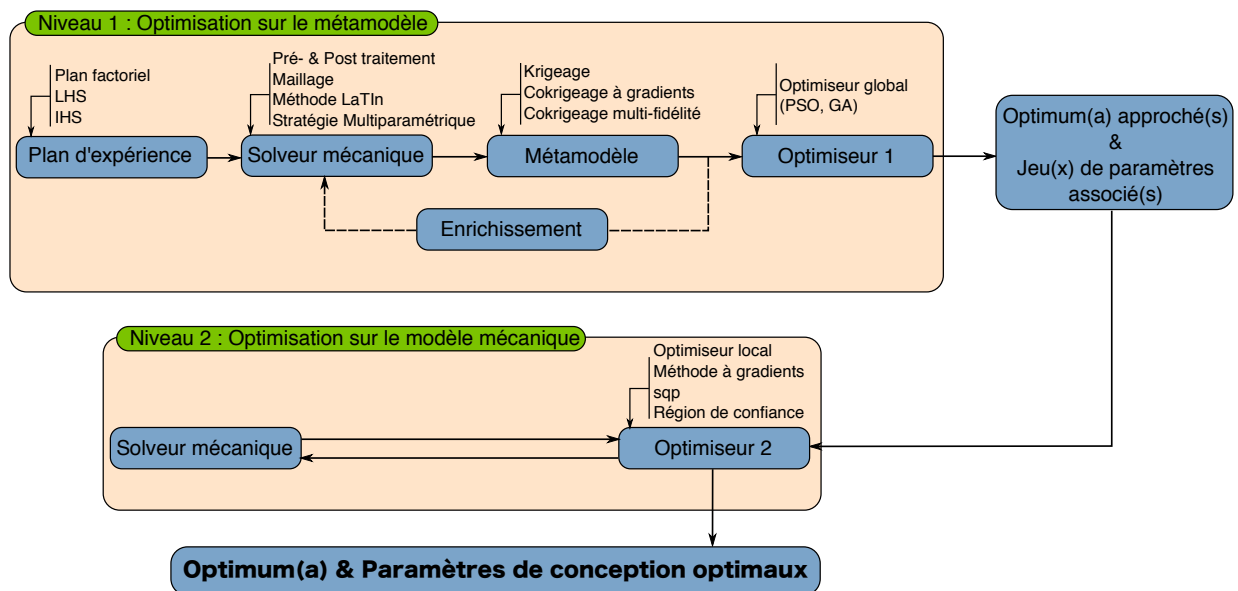 Niveau 1 : Optimisation sur le métamodèle
Plan factoriel
LHS
IHS
Plan d'expérience
Pré- & Post traitement
Maillage
Méthode LaTIn
Stratégie Multiparamétrique
Solveur mécanique
Krigeage
Cokrigeage à gradients
Cokrigeage multi-fidélité
Métamodèle
Optimiseur global
(PSO, GA)
Optimiseur 1
Enrichissement
Optimum(a) approché(s)
&
Jeu(x) de paramètres
associé(s)
Niveau 2 : Optimisation sur le modèle mécanique
Optimiseur local
Méthode à gradients
sqp
Région de confiance
Solveur mécanique
Optimiseur 2
Optimum(a) & Paramètres de conception optimaux